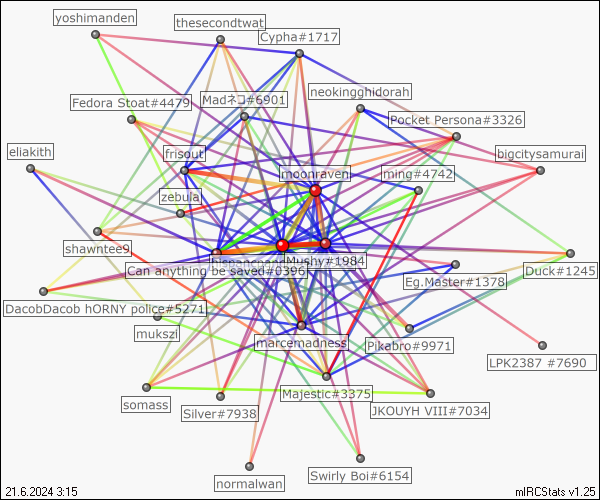 yoshimanden
thesecondtwat
Cypha#1717
Madネコ#6901
neokingghidorah
Fedora Stoat#4479
Pocket Persona#3326
eliakith
frisout
bigcitysamurai
moonraven
ming#4742
zebula
shawntee9
Mushy#1984
Can anything be saved#0396
Duck#1245
Eg.Master#1378
DacobDacob hORNY police#5271
mukszi
marcemadness
Pikabro#9971
LPK2387 #7690
somass
Silver#7938
Majestic#3375
JKOUYH VIII#7034
normalwan
Swirly Boi#6154
21.6.2024 3:15
mIRCStats v1.25